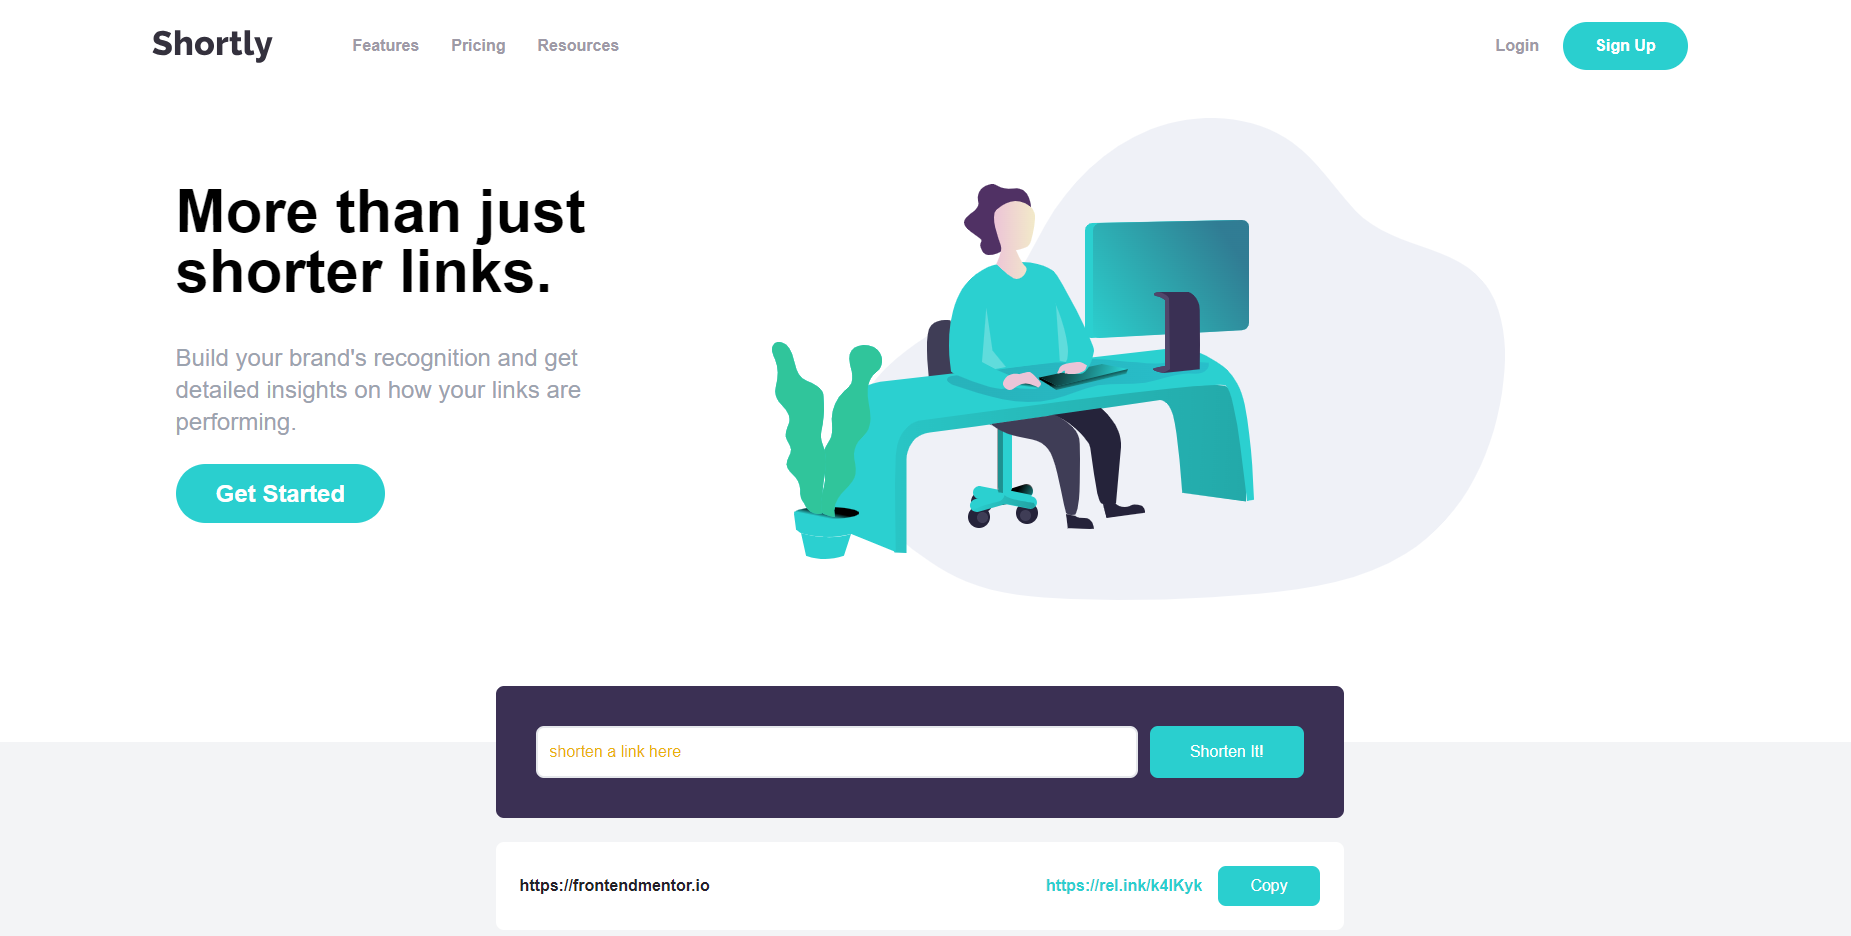 Shortly
Features
Pricing
Resources
Login
Sign Up
More than just
shorter links.
Build your brand's recognition and get
detailed insights on how your links are
performing.
Get Started
shorten a link here
Shorten It!
https://frontendmentor.io
https://rel.ink/k4lKyk
Copy